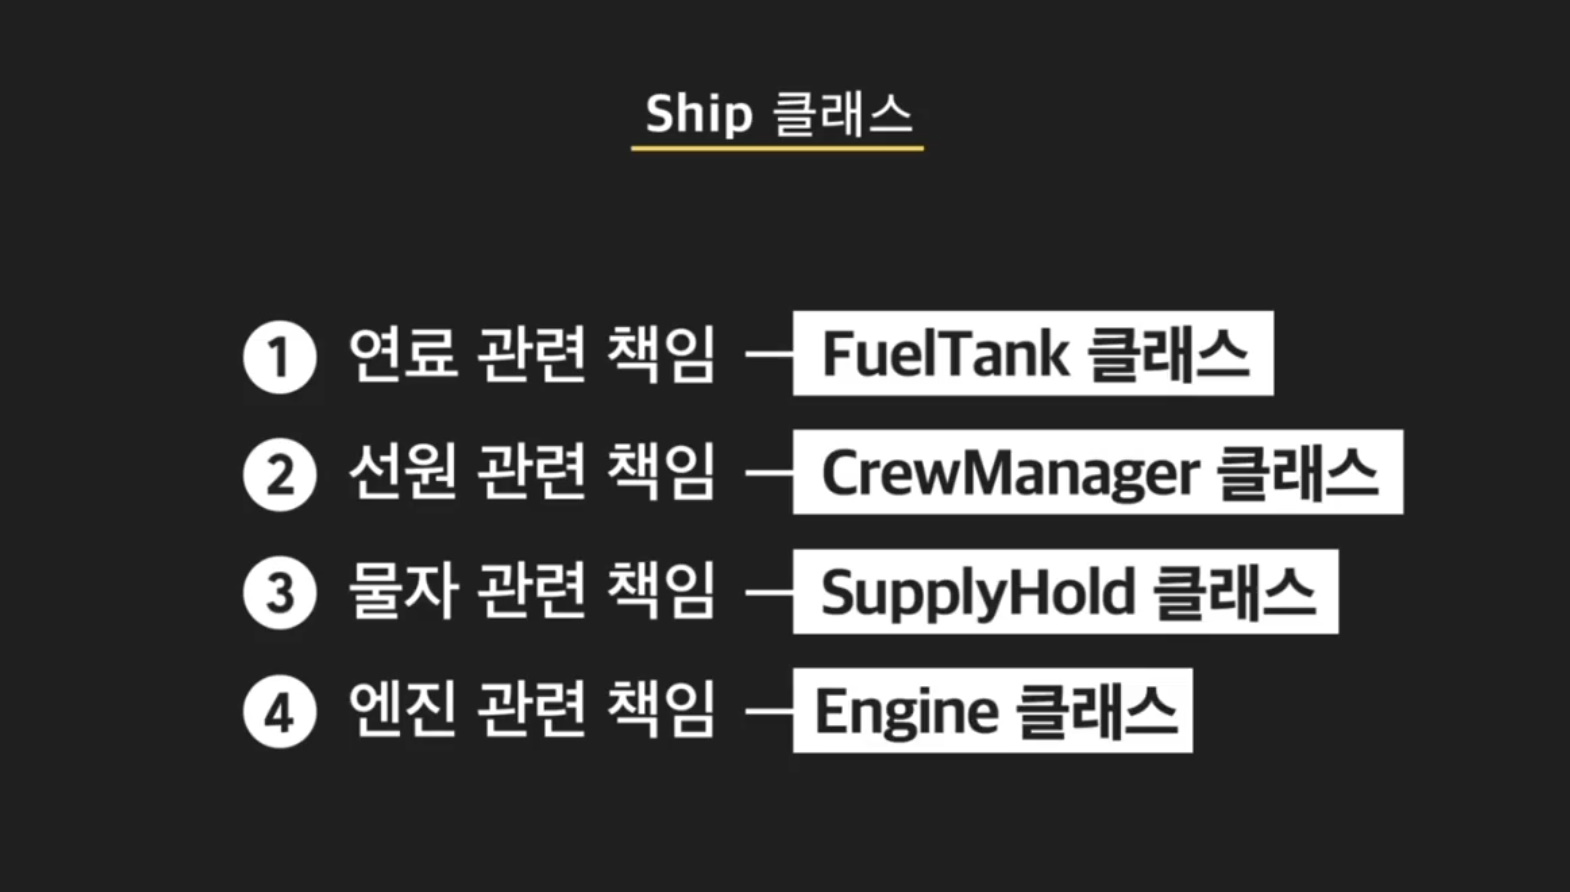 Ship 클래스
1 연료 관련 책임 — FuelTank 클래스
2 선원 관련 책임 — CrewManager 클래스
3 물자 관련 책임 — SupplyHold 클래스
4 엔진 관련 책임 — Engine 클래스